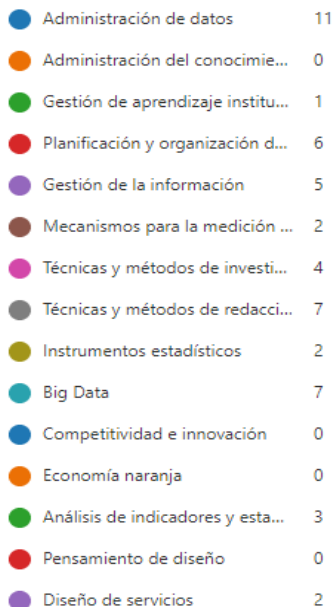 Administración de datos 11
Administración del conocimie... 0
Gestión de aprendizaje institu... 1
Planificación y organización d... 6
Gestión de la información 5
Mecanismos para la medición ... 2
Técnicas y métodos de investi... 4
Técnicas y métodos de redacci... 7
Instrumentos estadísticos 2
Big Data 7
Competitividad e innovación 0
Economía naranja 0
Análisis de indicadores y esta... 3
Pensamiento de diseño 0
Diseño de servicios 2